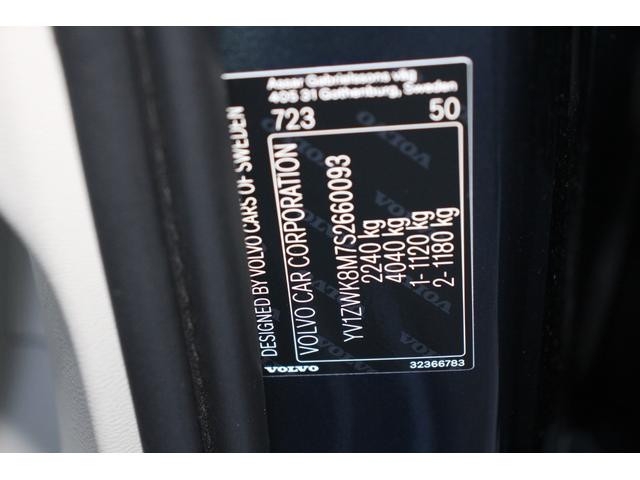 Asser Gabrielssons väg
405 31 Gothenburg, Sweden
723 50
DESIGNED BY VOLVO CARS OF SWEDEN
VOLVO CAR CORPORATION
YV1ZWK8M7S2660093
2240 kg
4040 kg
1- 1120 kg
2- 1180 kg
VOLVO
32366783